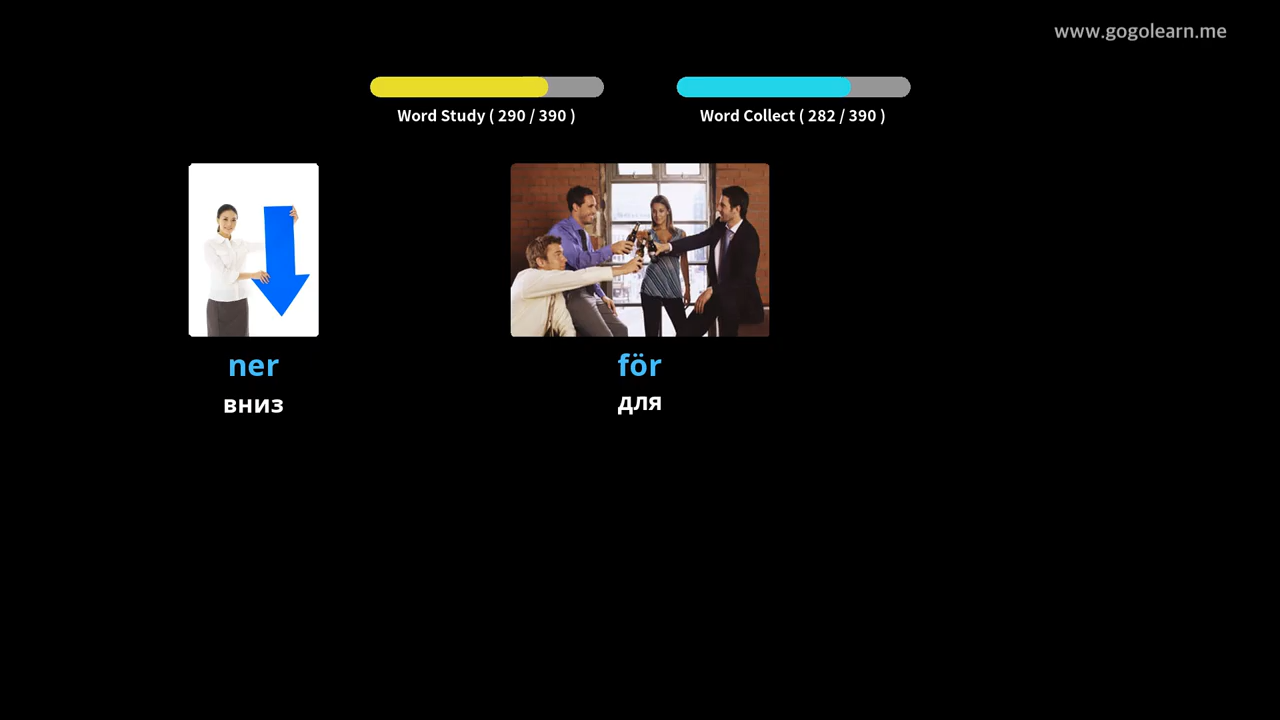 www.gogolearn.me
Word Study ( 290 / 390 )
Word Collect ( 282 / 390 )
ner
вниз
för
для